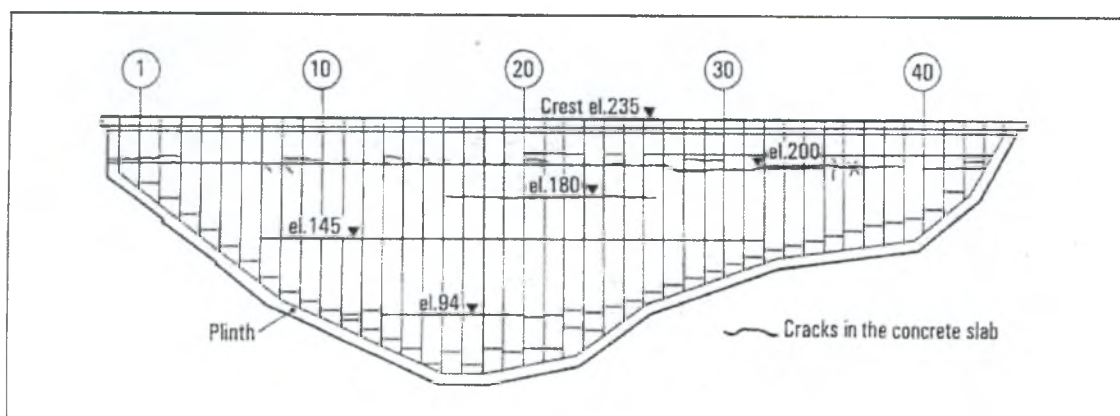 1 10 20 30 40
Crest el.235
el.200
el.180
el.145
el.94
Plinth
Cracks in the concrete slab